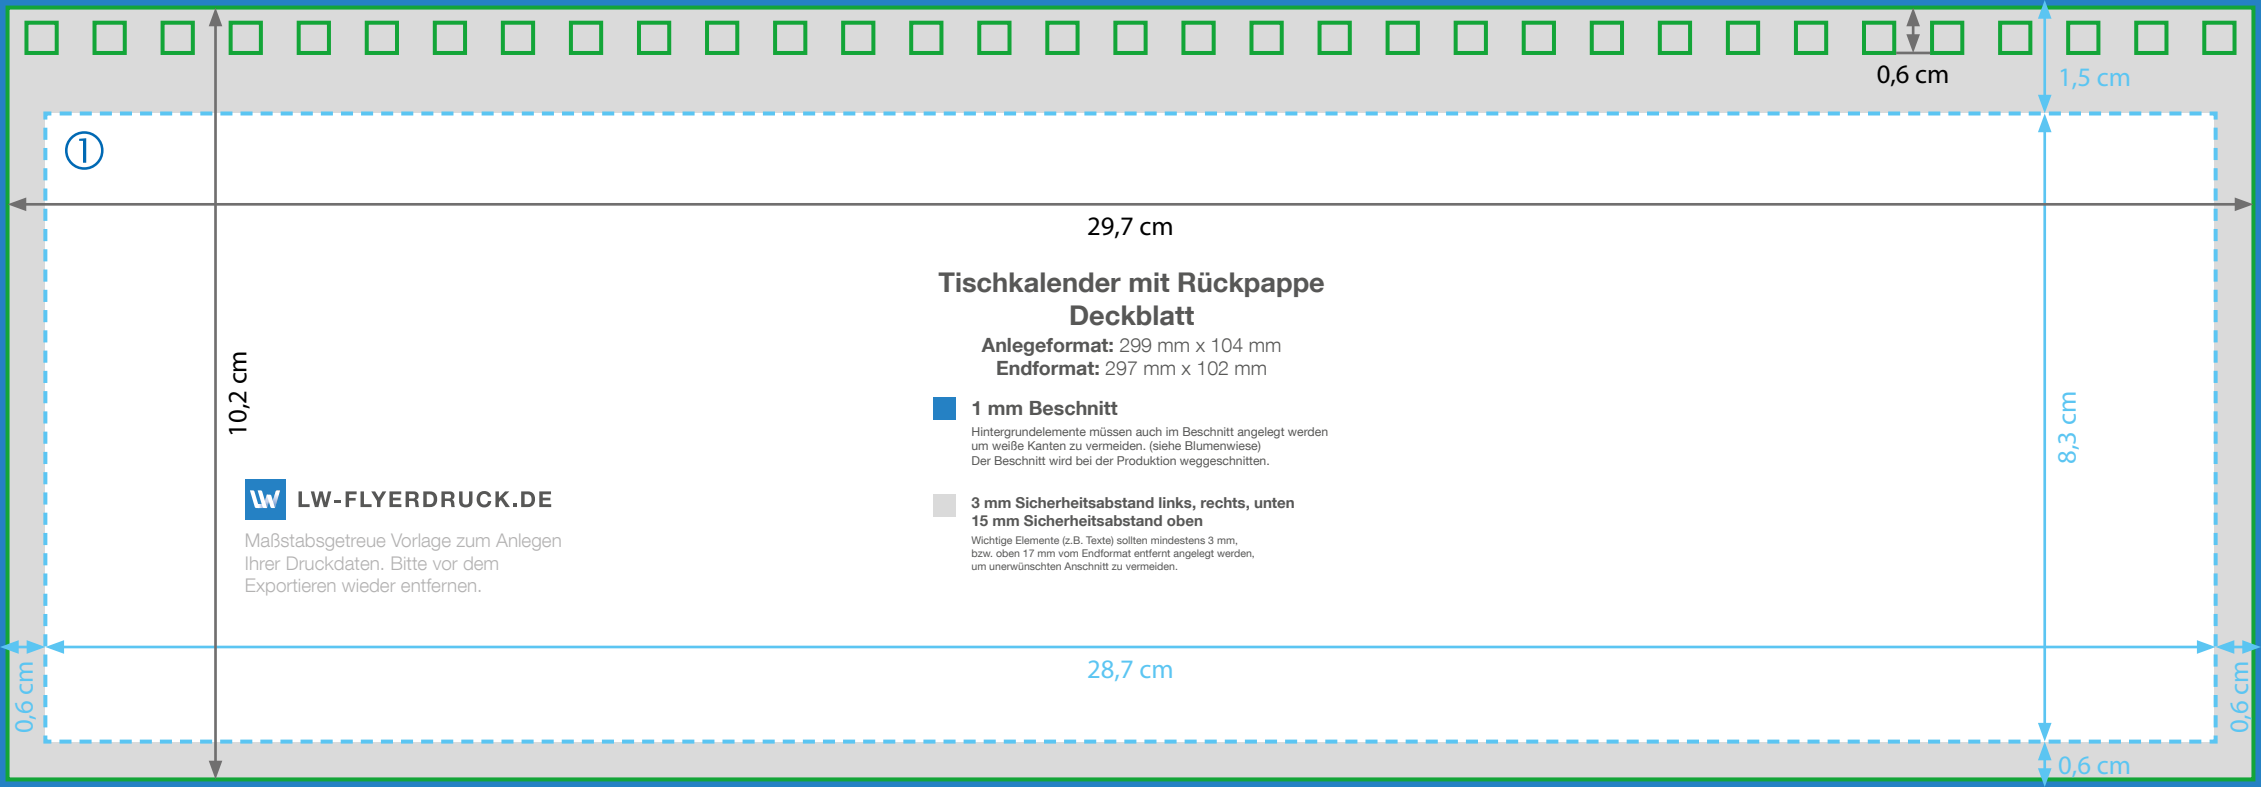 0,6 cm
1,5 cm
①
29,7 cm
Tischkalender mit Rückpappe
Deckblatt
Anlegeformat: 299 mm x 104 mm
Endformat: 297 mm x 102 mm
10,2 cm
1 mm Beschnitt
Hintergrundelemente müssen auch im Beschnitt angelegt werden
um weiße Kanten zu vermeiden. (siehe Blumenwiese)
Der Beschnitt wird bei der Produktion weggeschnitten.
8,3 cm
LW LW-FLYERDRUCK.DE
Maßstabsgetreue Vorlage zum Anlegen
Ihrer Druckdaten. Bitte vor dem
Exportieren wieder entfernen.
3 mm Sicherheitsabstand links, rechts, unten
15 mm Sicherheitsabstand oben
Wichtige Elemente (z.B. Texte) sollten mindestens 3 mm,
bzw. oben 17 mm vom Endformat entfernt angelegt werden,
um unerwünschten Anschnitt zu vermeiden.
0,6 cm
28,7 cm
0,6 cm
0,6 cm